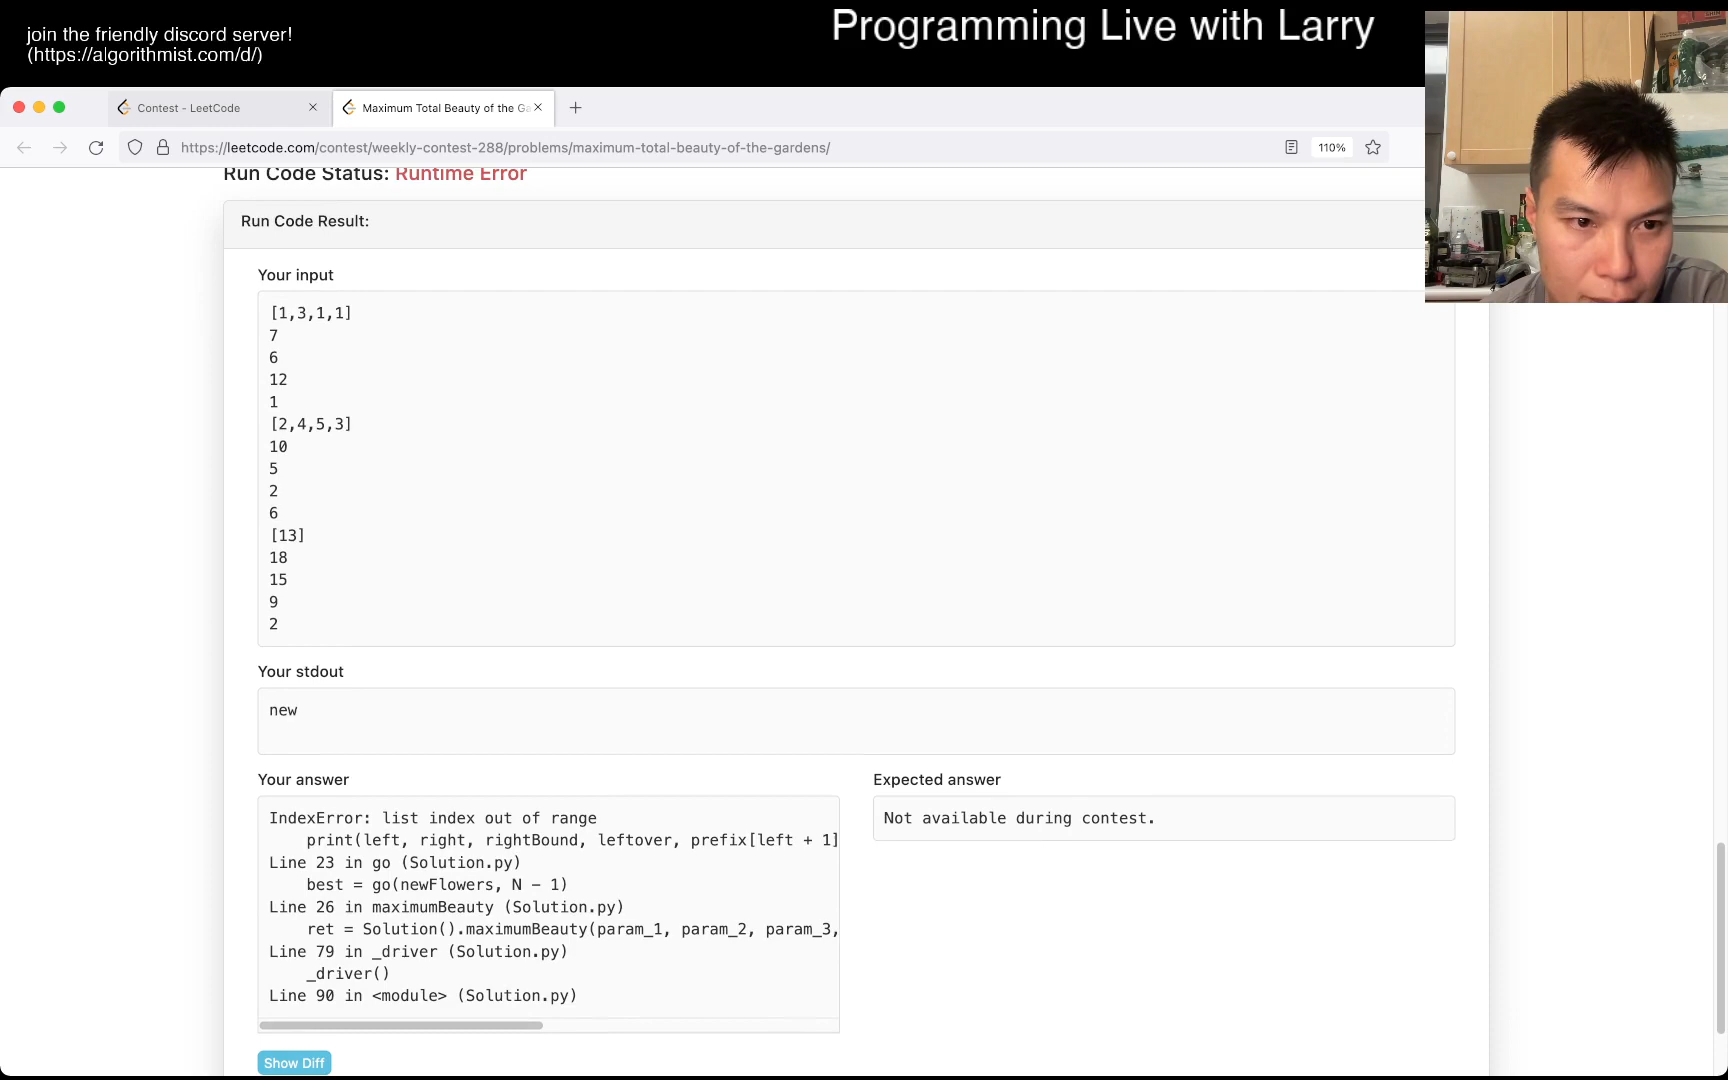 join the friendly discord server!
(https://algorithmist.com/d/)
Programming Live with Larry
Contest - LeetCode
Maximum Total Beauty of the Ga
https://leetcode.com/contest/weekly-contest-288/problems/maximum-total-beauty-of-the-gardens/
110%
Run Code Status: Runtime Error
Run Code Result:
Your input
[1,3,1,1]
7
6
12
1
[2,4,5,3]
10
5
2
6
[13]
18
15
9
2
Your stdout
new
Your answer
Expected answer
IndexError: list index out of range
print(left, right, rightBound, leftover, prefix[left + 1]
Line 23 in go (Solution.py)
best = go(newFlowers, N - 1)
Line 26 in maximumBeauty (Solution.py)
ret = Solution().maximumBeauty(param_1, param_2, param_3,
Line 79 in _driver (Solution.py)
_driver()
Line 90 in <module> (Solution.py)
Not available during contest.
Show Diff